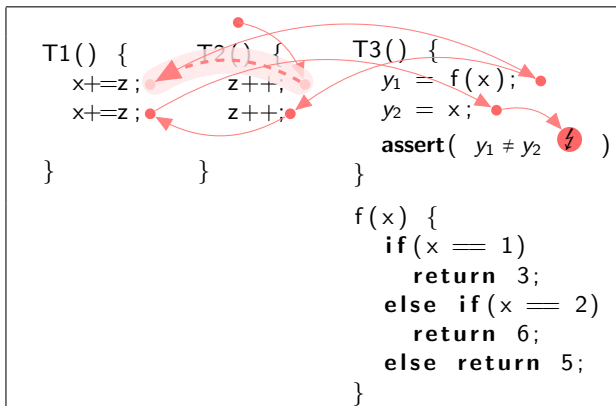 T1() { T2() { T3() {
x+=z; z++; y₁ = f(x);
x+=z; z++; y₂ = x;
assert( y₁ ≠ y₂ )
} } }
f(x) {
if(x == 1)
return 3;
else if(x == 2)
return 6;
else return 5;
}